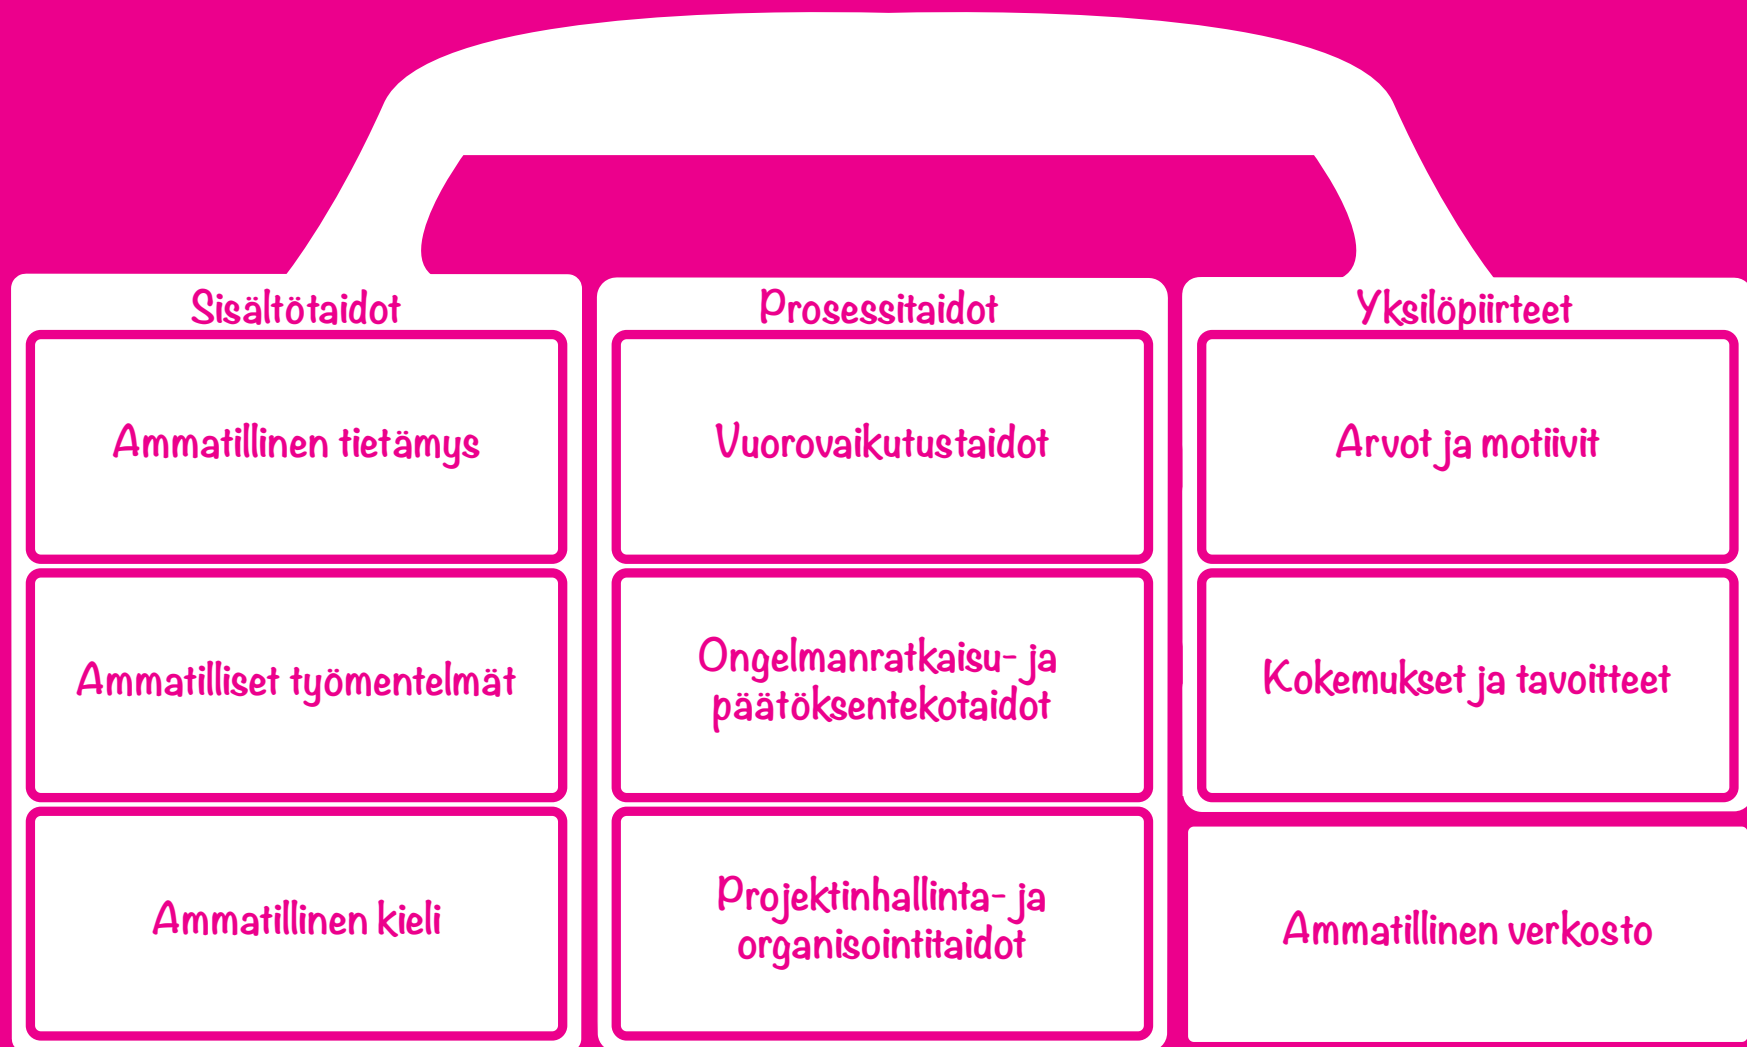 Sisältötaidot
Ammatillinen tietämys
Ammatilliset työmentelmät
Ammatillinen kieli
Prosessitaidot
Vuorovaikutustaidot
Ongelmanratkaisu- ja
päätöksentekotaidot
Projektinhallinta- ja
organisointitaidot
Yksilöpiirteet
Arvot ja motiivit
Kokemukset ja tavoitteet
Ammatillinen verkosto